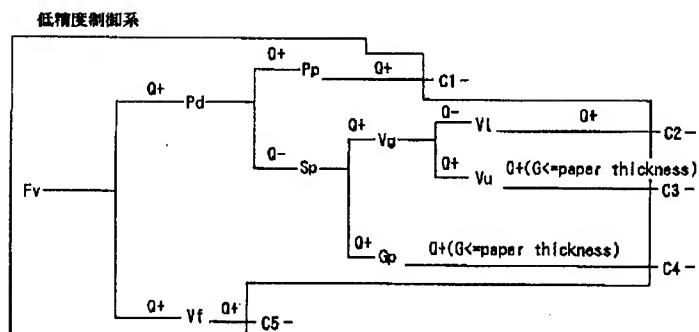 低精度制御系
Q+ Pp Q+ C1 -
Q+ Pd
Q- Vl Q+ C2 -
Q- Sp Q+ Vg
Q+ Vu Q+(G<=paper thickness) C3 -
Fv
Q+ Gp Q+(G<=paper thickness) C4 -
Q+ Vf Q+ C5 -